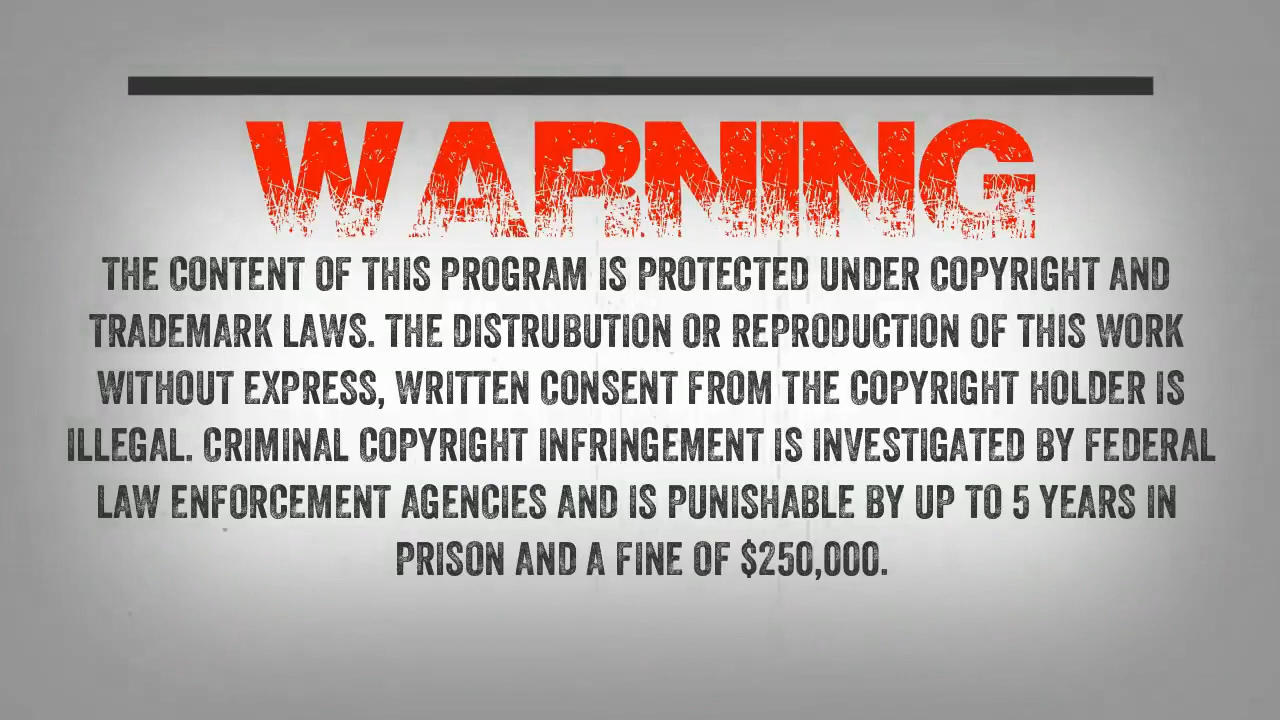 WARNING
THE CONTENT OF THIS PROGRAM IS PROTECTED UNDER COPYRIGHT AND
TRADEMARK LAWS. THE DISTRUBUTION OR REPRODUCTION OF THIS WORK
WITHOUT EXPRESS, WRITTEN CONSENT FROM THE COPYRIGHT HOLDER IS
ILLEGAL. CRIMINAL COPYRIGHT INFRINGEMENT IS INVESTIGATED BY FEDERAL
LAW ENFORCEMENT AGENCIES AND IS PUNISHABLE BY UP TO 5 YEARS IN
PRISON AND A FINE OF $250,000.